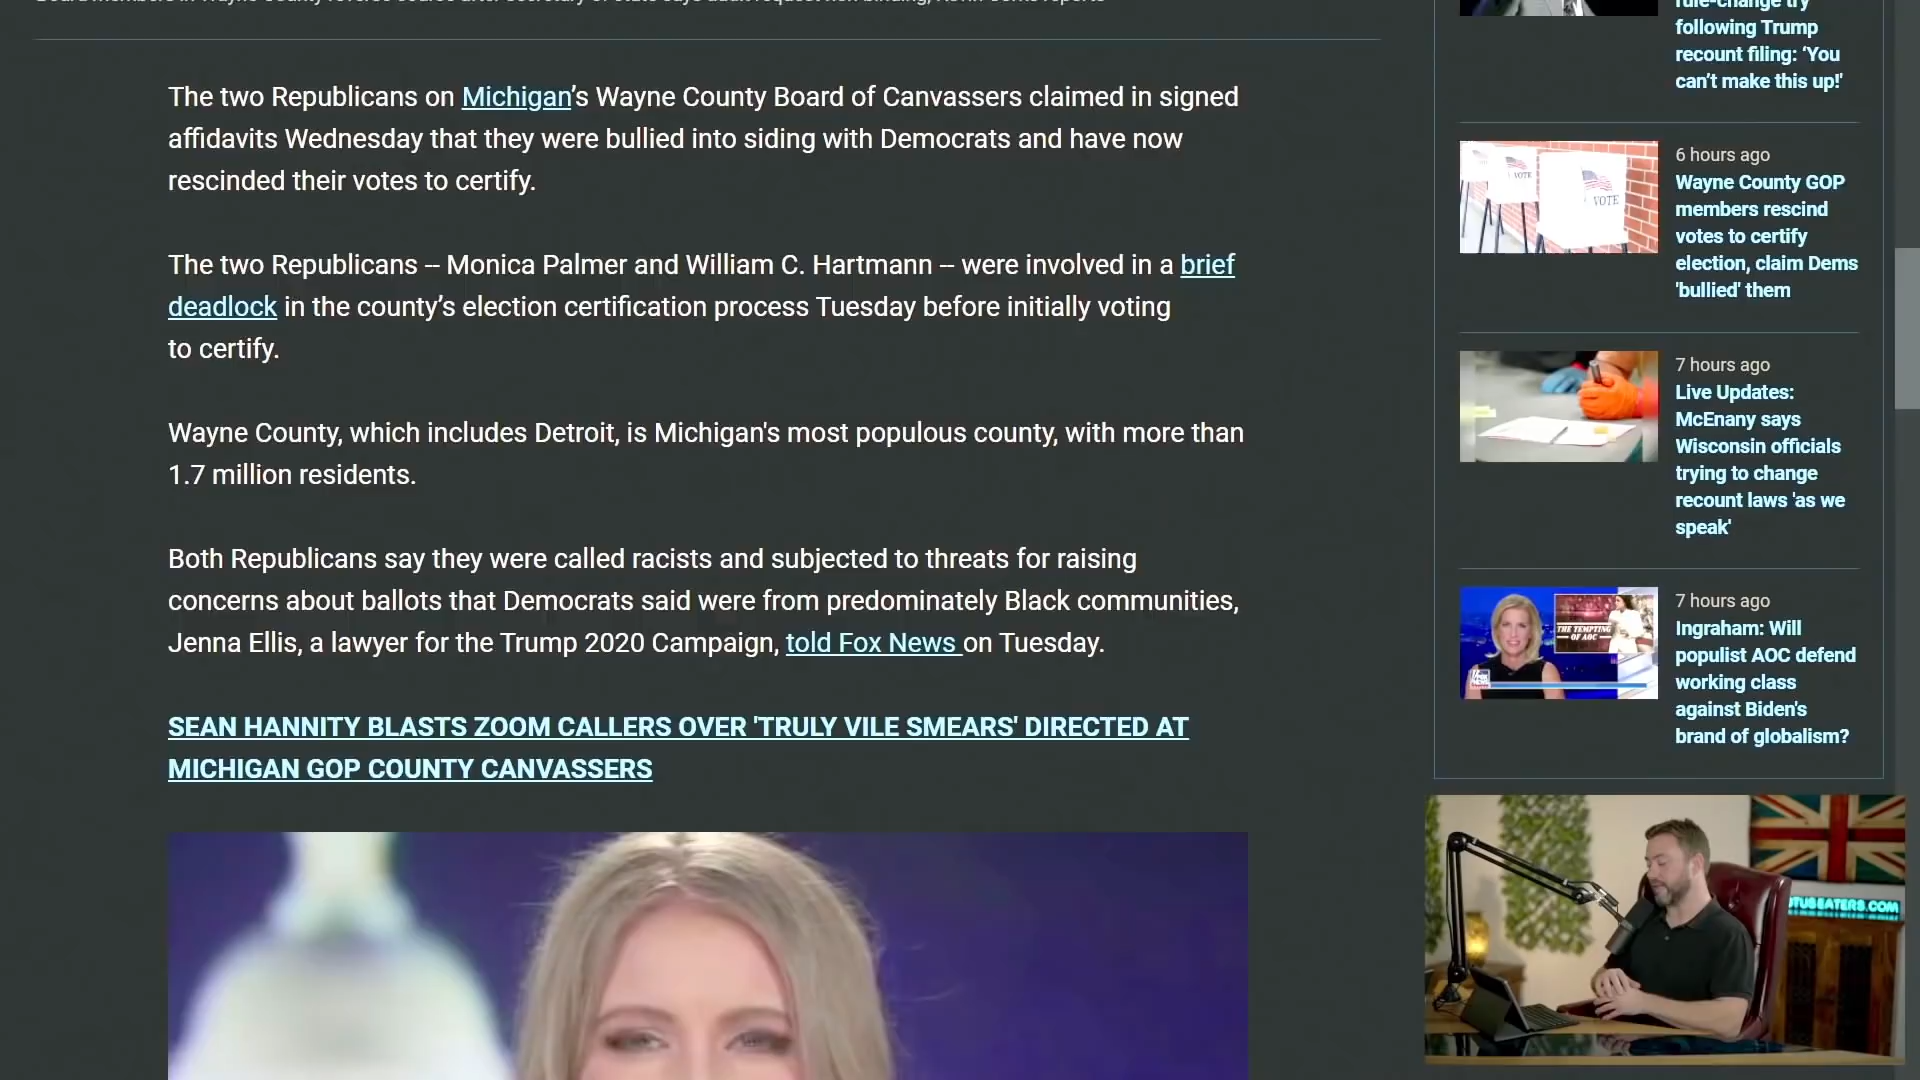 The two Republicans on Michigan's Wayne County Board of Canvassers claimed in signed
affidavits Wednesday that they were bullied into siding with Democrats and have now
rescinded their votes to certify.
The two Republicans -- Monica Palmer and William C. Hartmann -- were involved in a brief
deadlock in the county's election certification process Tuesday before initially voting
to certify.
Wayne County, which includes Detroit, is Michigan's most populous county, with more than
1.7 million residents.
Both Republicans say they were called racists and subjected to threats for raising
concerns about ballots that Democrats said were from predominately Black communities,
Jenna Ellis, a lawyer for the Trump 2020 Campaign, told Fox News on Tuesday.
SEAN HANNITY BLASTS ZOOM CALLERS OVER 'TRULY VILE SMEARS' DIRECTED AT
MICHIGAN GOP COUNTY CANVASSERS
rule-change try
following Trump
recount filing: ‘You
can’t make this up!’
6 hours ago
Wayne County GOP
members rescind
votes to certify
election, claim Dems
'bullied' them
VOTE
VOTE
7 hours ago
Live Updates:
McEnany says
Wisconsin officials
trying to change
recount laws 'as we
speak'
7 hours ago
Ingraham: Will
populist AOC defend
working class
against Biden's
brand of globalism?
THE TEMPTING
OF AOC
TUSEATERS.COM